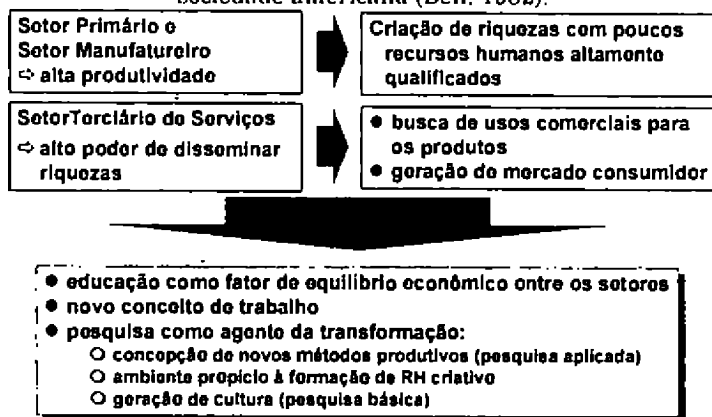 sociedade americana (Bell, 1982).
Setor Primário e
Setor Manufatureiro
⇨ alta produtividade
Criação de riquezas com poucos
recursos humanos altamente
qualificados
Setor Terciário de Serviços
⇨ alto poder de disseminar
riquezas
● busca de usos comerciais para
os produtos
● geração de mercado consumidor
● educação como fator de equilíbrio econômico entre os setores
● novo conceito de trabalho
● pesquisa como agente da transformação:
○ concepção de novos métodos produtivos (pesquisa aplicada)
○ ambiente propício à formação de RH criativo
○ geração de cultura (pesquisa básica)